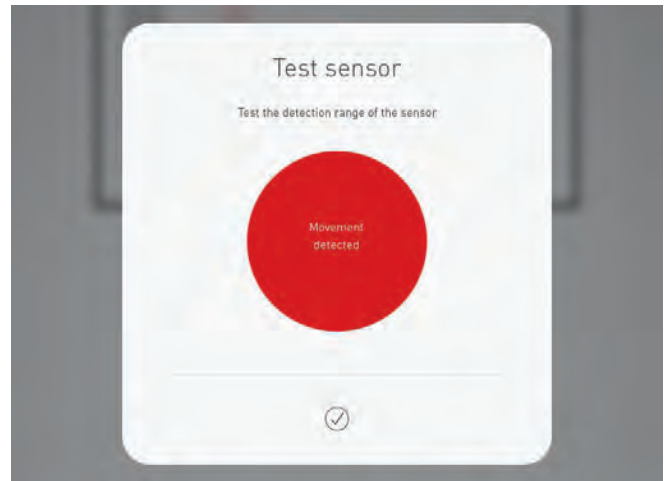 Test sensor
Test the detection range of the sensor
Movement
detected